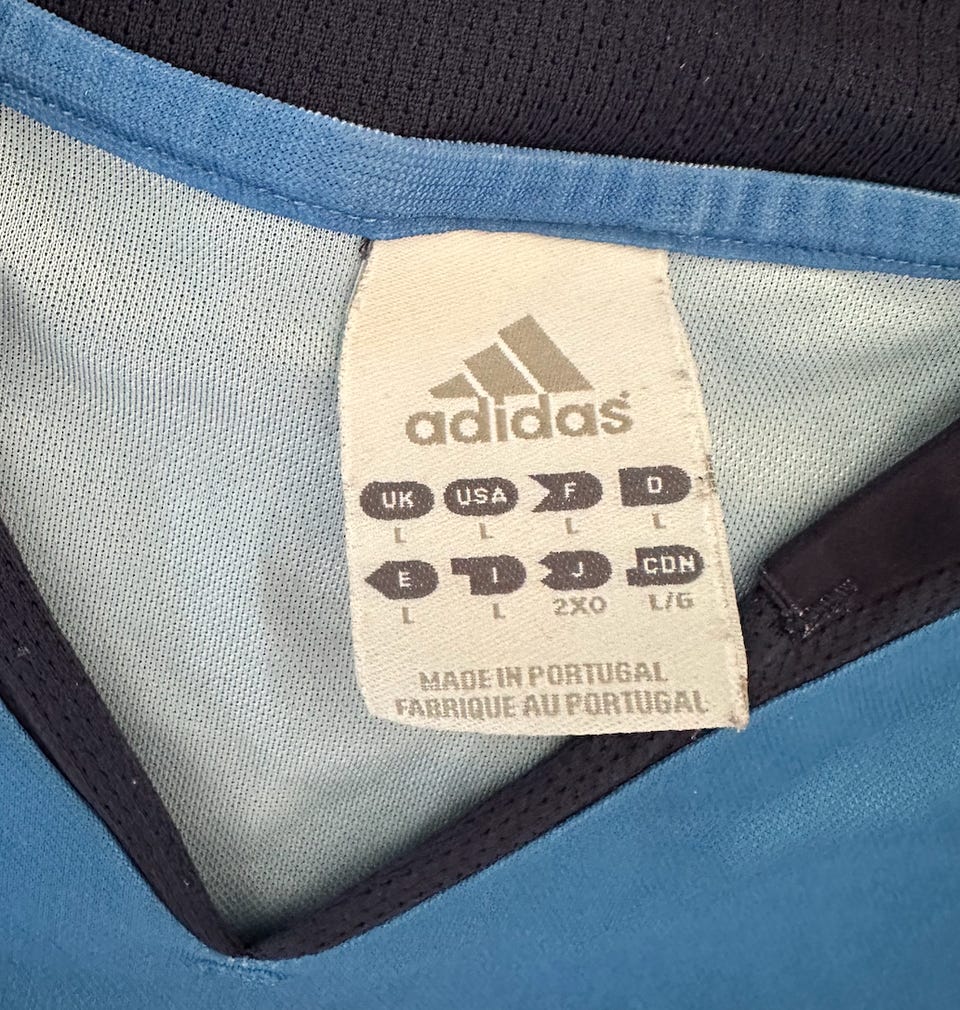 adidas®
UK USA F D
L L L L
E I J CDN
L L 2XO L/G
MADE IN PORTUGAL
FABRIQUE AU PORTUGAL